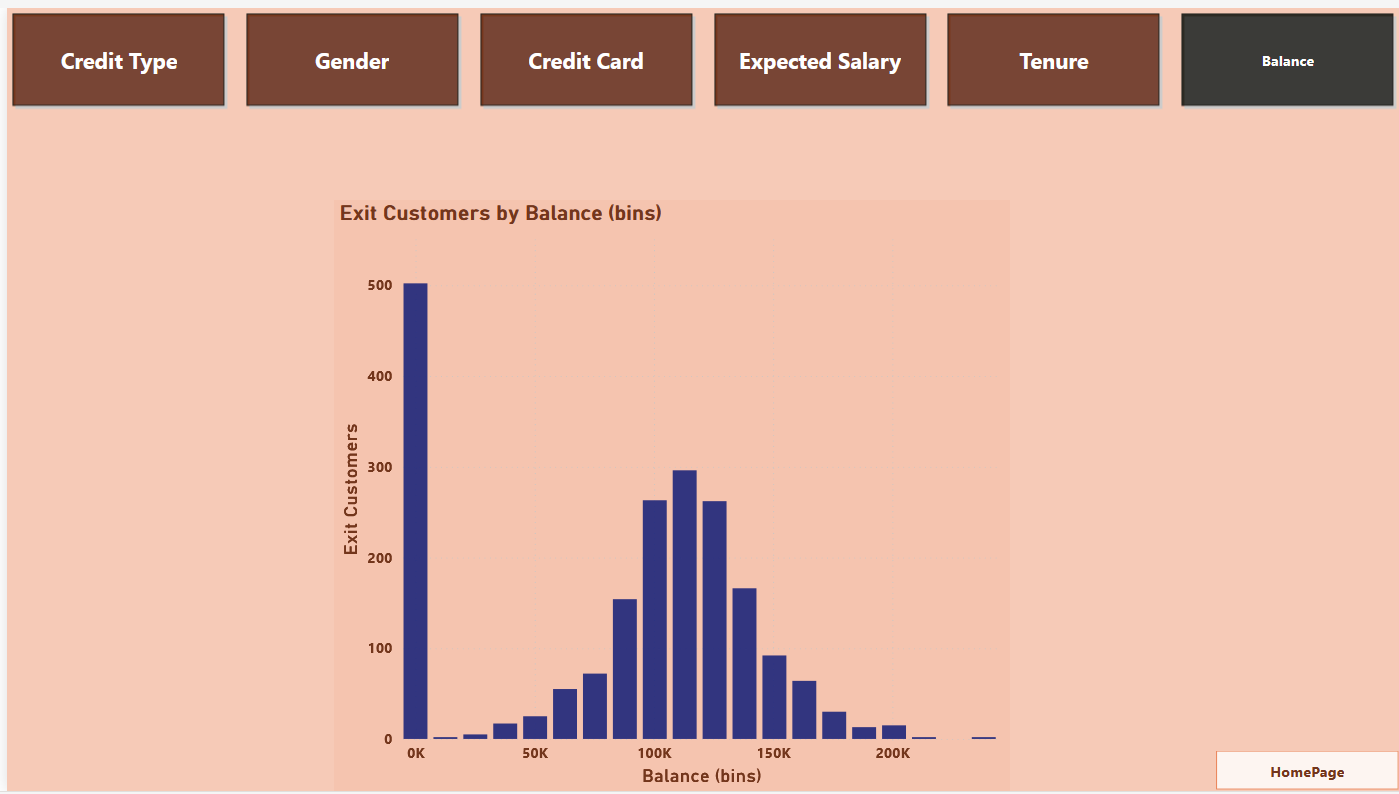 Credit Type
Gender
Credit Card
Expected Salary
Tenure
Balance
Exit Customers by Balance (bins)
500
400
300
200
100
0
Exit Customers
0K
50K
100K
150K
200K
Balance (bins)
HomePage